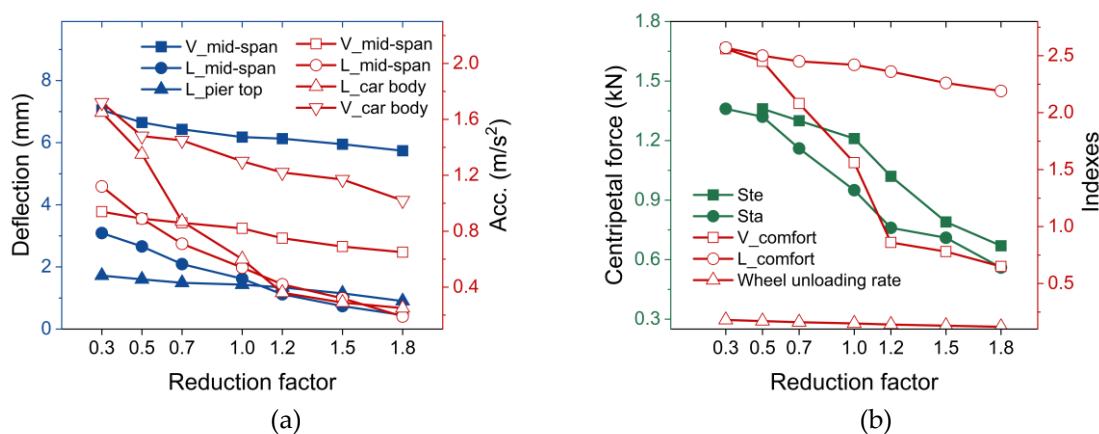 8
6
4
2
0
Deflection (mm)
V_mid-span
L_mid-span
L_pier top
V_mid-span
L_mid-span
L_car body
V_car body
2.0
1.6
1.2
0.8
0.4
Acc. (m/s²)
0.3 0.5 0.7 1.0 1.2 1.5 1.8
Reduction factor
(a)
1.8
1.5
1.2
0.9
0.6
0.3
Centripetal force (kN)
Ste
Sta
V_comfort
L_comfort
Wheel unloading rate
2.5
2.0
1.5
1.0
0.5
Indexes
0.3 0.5 0.7 1.0 1.2 1.5 1.8
Reduction factor
(b)